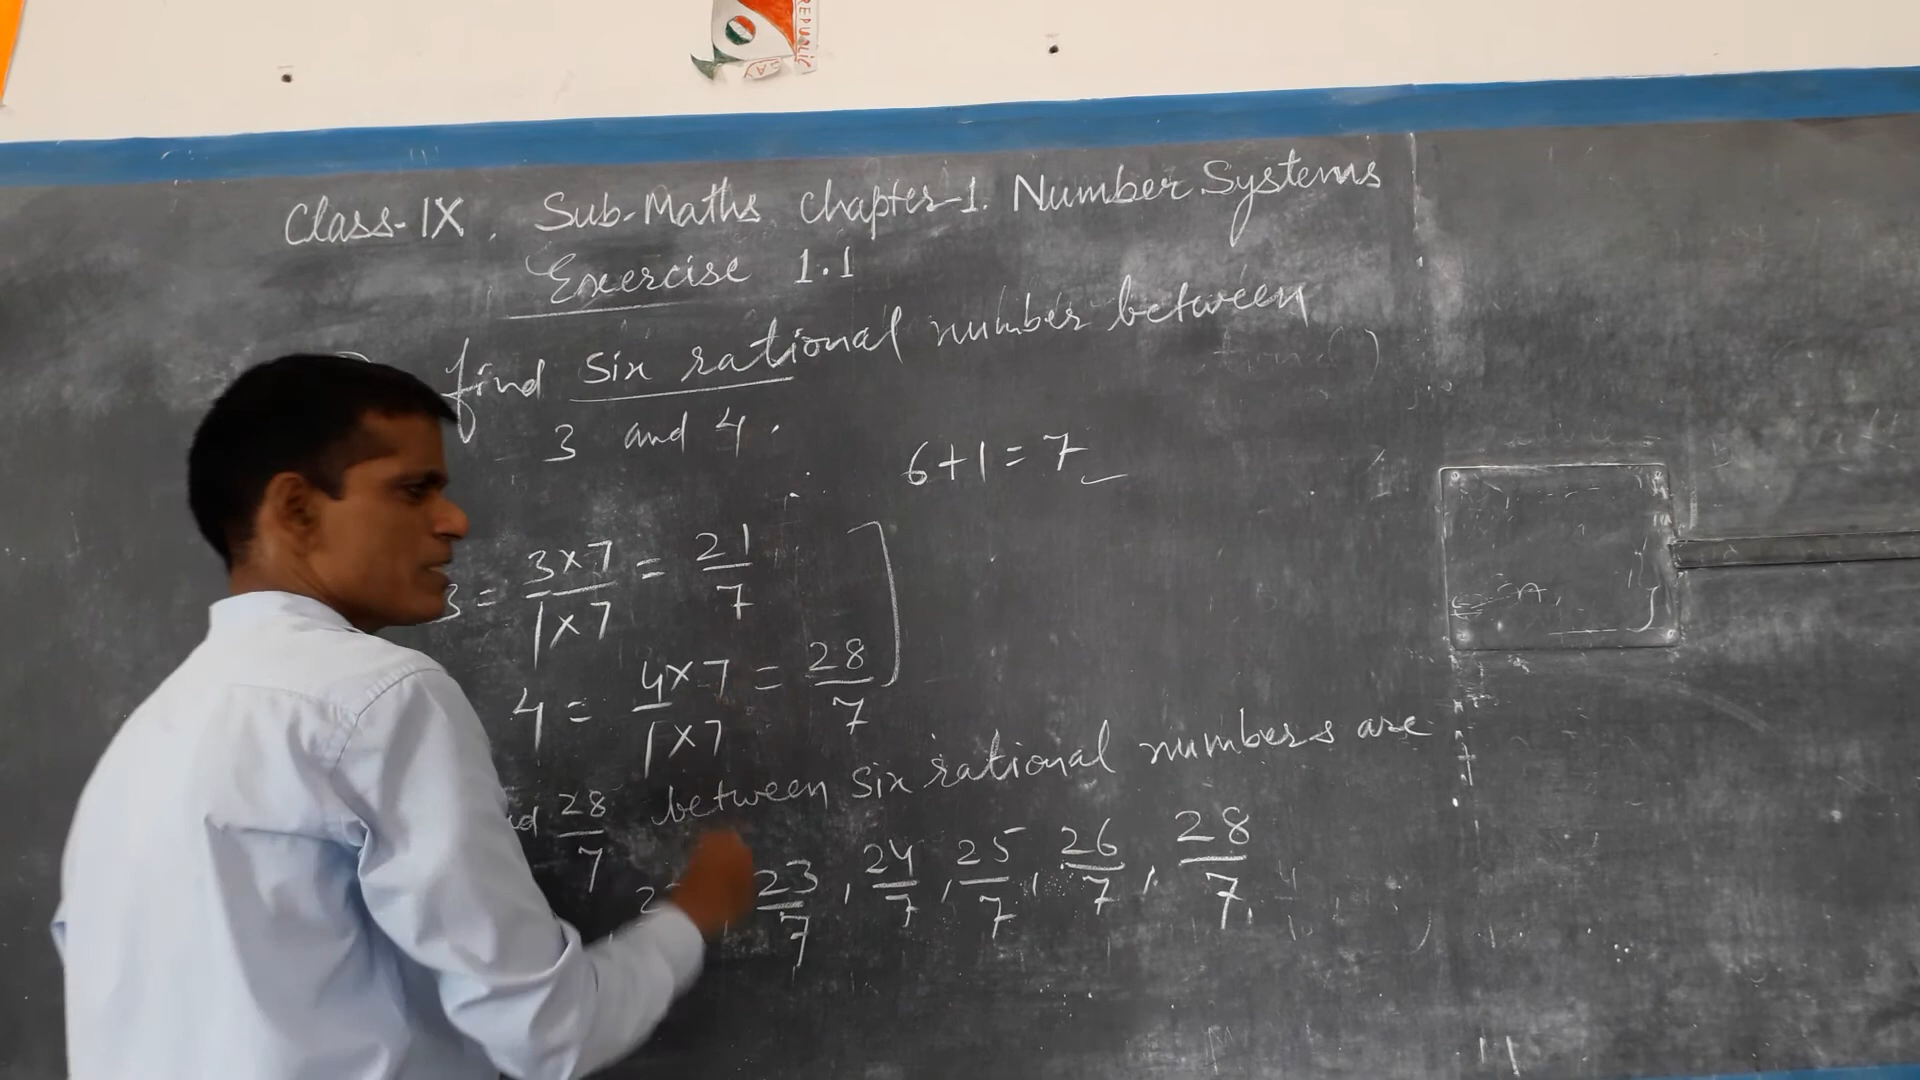 REPUBLIC
Class-IX. Sub-Maths Chapter-1. Number Systems
Exercise 1.1
find six rational number between
3 and 4.
6+1=7
3 = 3×7/1×7 = 21/7
4 = 4×7/1×7 = 28/7
28/7 between six rational numbers are
23/7, 24/7, 25/7, 26/7, 28/7